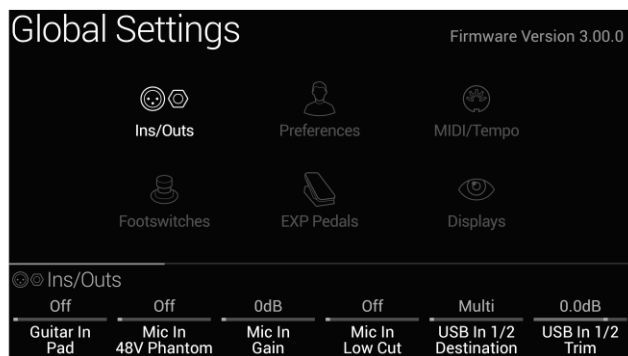 Global Settings
Firmware Version 3.00.0
Ins/Outs
Preferences
MIDI/Tempo
Footswitches
EXP Pedals
Displays
Ins/Outs
Off
Off
0dB
Off
Multi
0.0dB
Guitar In
Pad
Mic In
48V Phantom
Mic In
Gain
Mic In
Low Cut
USB In 1/2
Destination
USB In 1/2
Trim